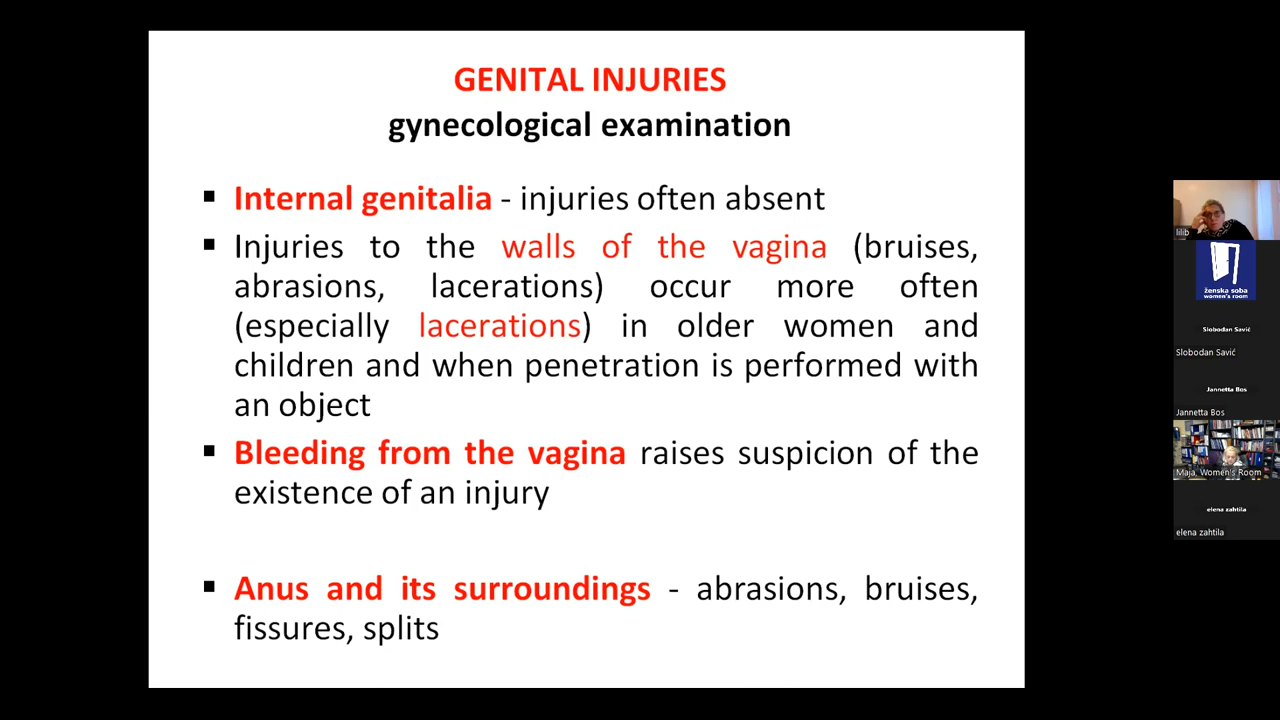 GENITAL INJURIES
gynecological examination
▪ Internal genitalia - injuries often absent
▪ Injuries to the walls of the vagina (bruises,
abrasions, lacerations) occur more often
(especially lacerations) in older women and
children and when penetration is performed with
an object
▪ Bleeding from the vagina raises suspicion of the
existence of an injury
▪ Anus and its surroundings - abrasions, bruises,
fissures, splits
lilip
ženska soba
women's room
Slobodan Savić
Slobodan Savić
Jannetta Bos
Jannetta Bos
Maja, Women's Room
elena zahtila
elena zahtila